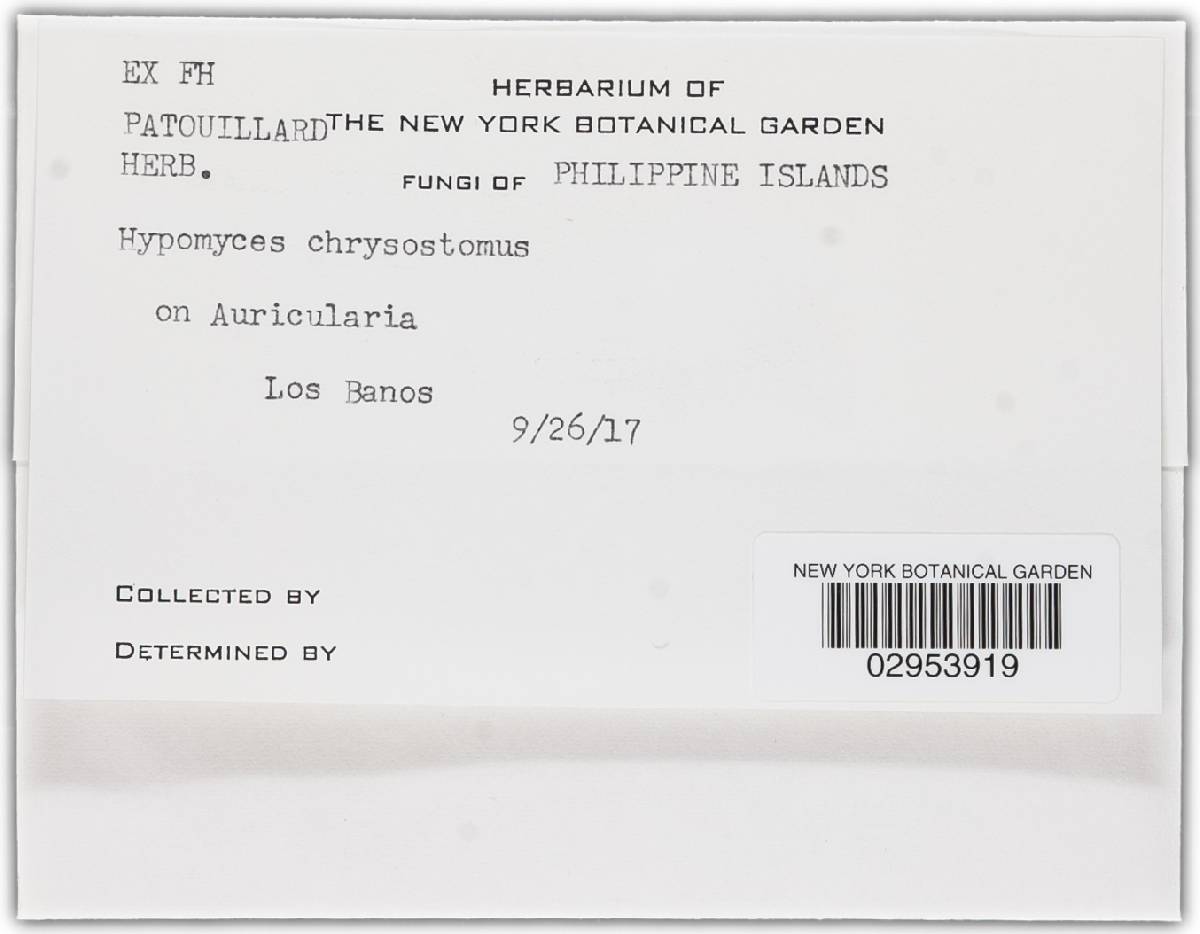 EX FH
PATOUILLARD
HERB.
HERBARIUM OF
THE NEW YORK BOTANICAL GARDEN
FUNGI OF PHILIPPINE ISLANDS
Hypomyces chrysostomus
on Auricularia
Los Banos
9/26/17
COLLECTED BY
DETERMINED BY
NEW YORK BOTANICAL GARDEN
02953919